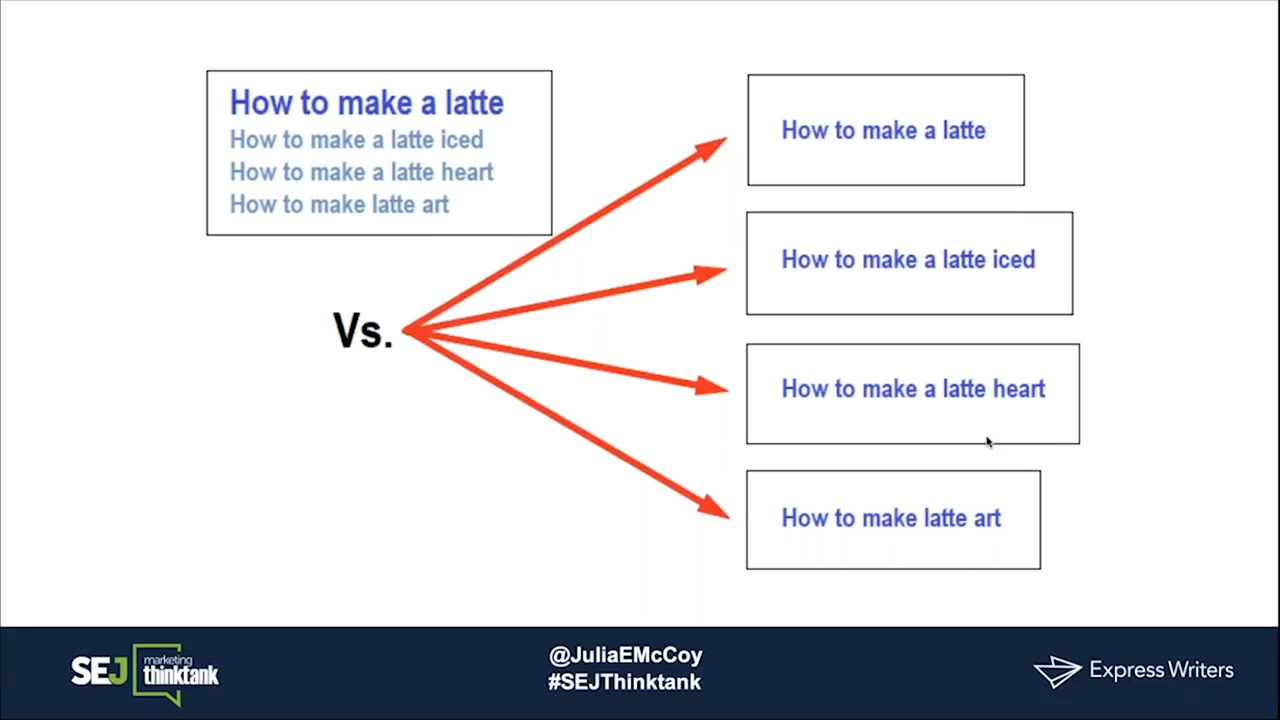 How to make a latte
How to make a latte iced
How to make a latte heart
How to make latte art
Vs.
How to make a latte
How to make a latte iced
How to make a latte heart
How to make latte art
SEJ
marketing
thinktank
@JuliaEMcCoy
#SEJThinktank
Express Writers